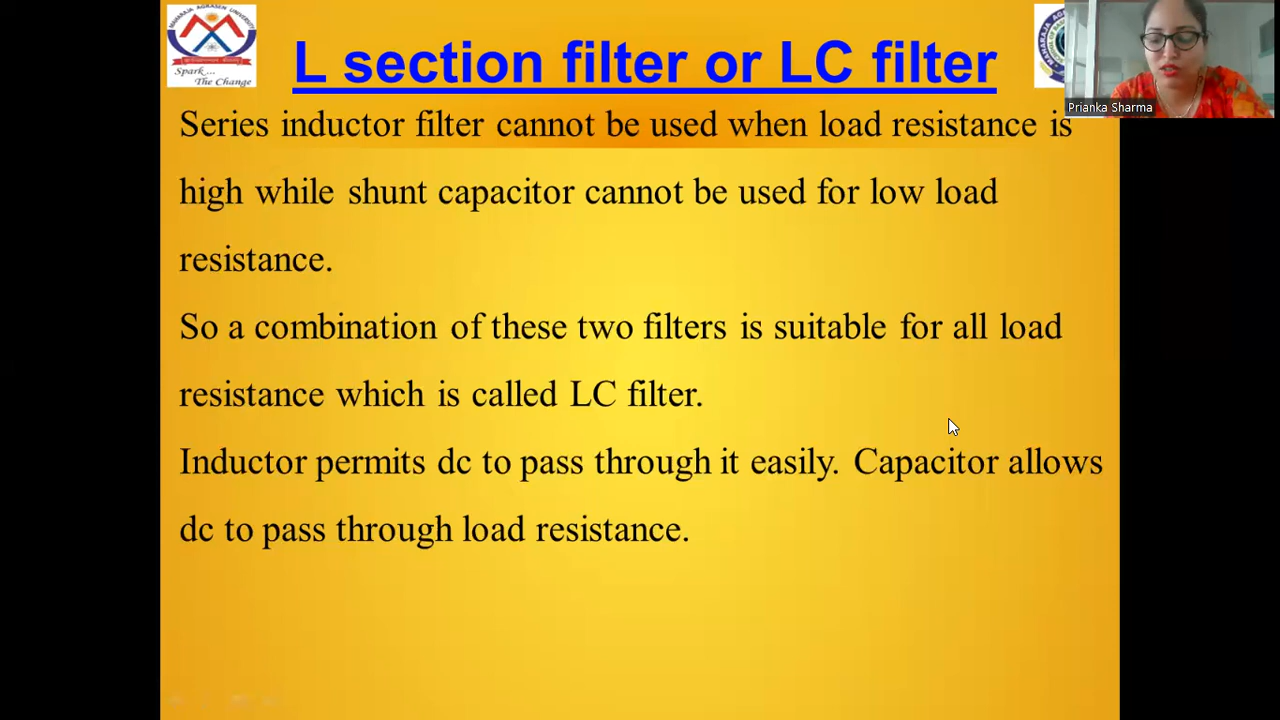 MAHARAJA AGRASEN UNIVERSITY
Spark...
The Change
L section filter or LC filter
Prianka Sharma
Series inductor filter cannot be used when load resistance is
high while shunt capacitor cannot be used for low load
resistance.
So a combination of these two filters is suitable for all load
resistance which is called LC filter.
Inductor permits dc to pass through it easily. Capacitor allows
dc to pass through load resistance.